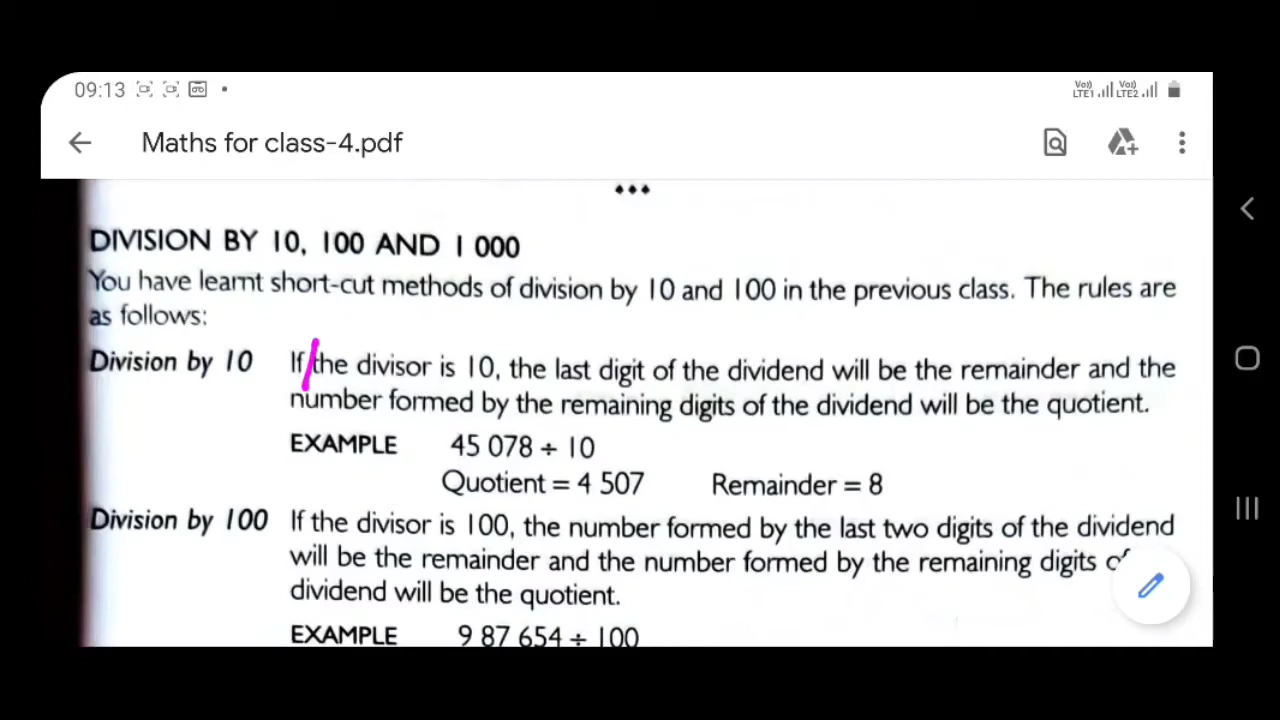 09:13
Vo)) LTE1 Vo)) LTE2
Maths for class-4.pdf
DIVISION BY 10, 100 AND 1 000
You have learnt short-cut methods of division by 10 and 100 in the previous class. The rules are
as follows:
Division by 10 If the divisor is 10, the last digit of the dividend will be the remainder and the
number formed by the remaining digits of the dividend will be the quotient.
EXAMPLE 45 078 ÷ 10
Quotient = 4 507 Remainder = 8
Division by 100 If the divisor is 100, the number formed by the last two digits of the dividend
will be the remainder and the number formed by the remaining digits of
dividend will be the quotient.
EXAMPLE 9 87 654 ÷ 100